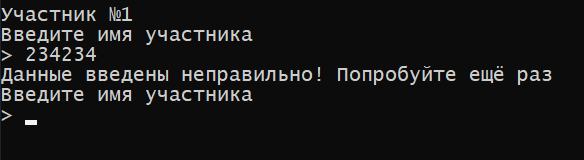 Участник №1
Введите имя участника
> 234234
Данные введены неправильно! Попробуйте ещё раз
Введите имя участника
> _